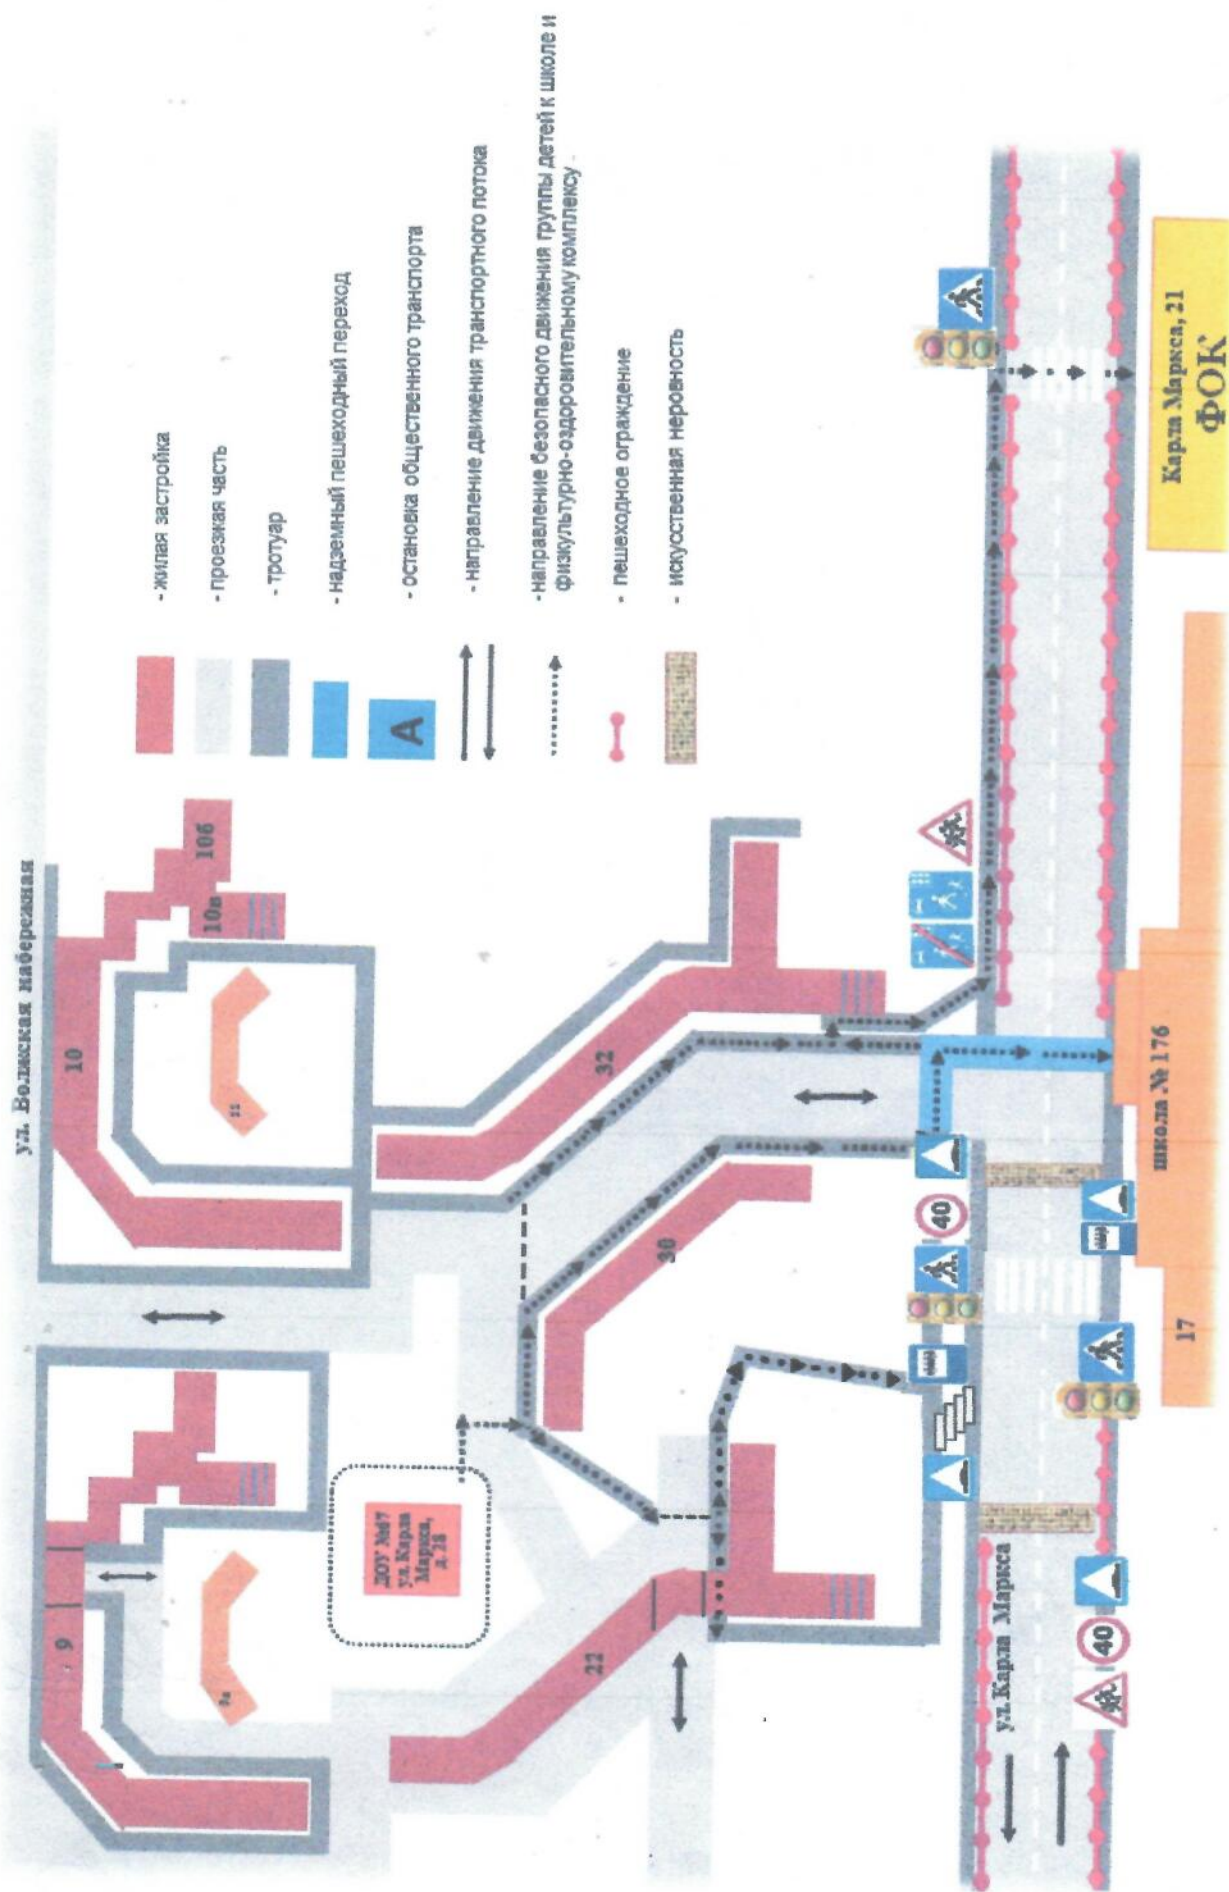 ул. Волжская набережная
9
9а
10
10в
10б
11
ДОУ №67
ул. Карла
Маркса,
д. 28
22
30
32
- жилая застройка
- проезжая часть
- тротуар
- надземный пешеходный переход
А
- остановка общественного транспорта
- направление движения транспортного потока
- направление безопасного движения группы детей к школе и
физкультурно-оздоровительному комплексу
- пешеходное ограждение
- искусственная неровность
40
ул. Карла Маркса
40
17
школа № 176
Карла Маркса, 21
ФОК